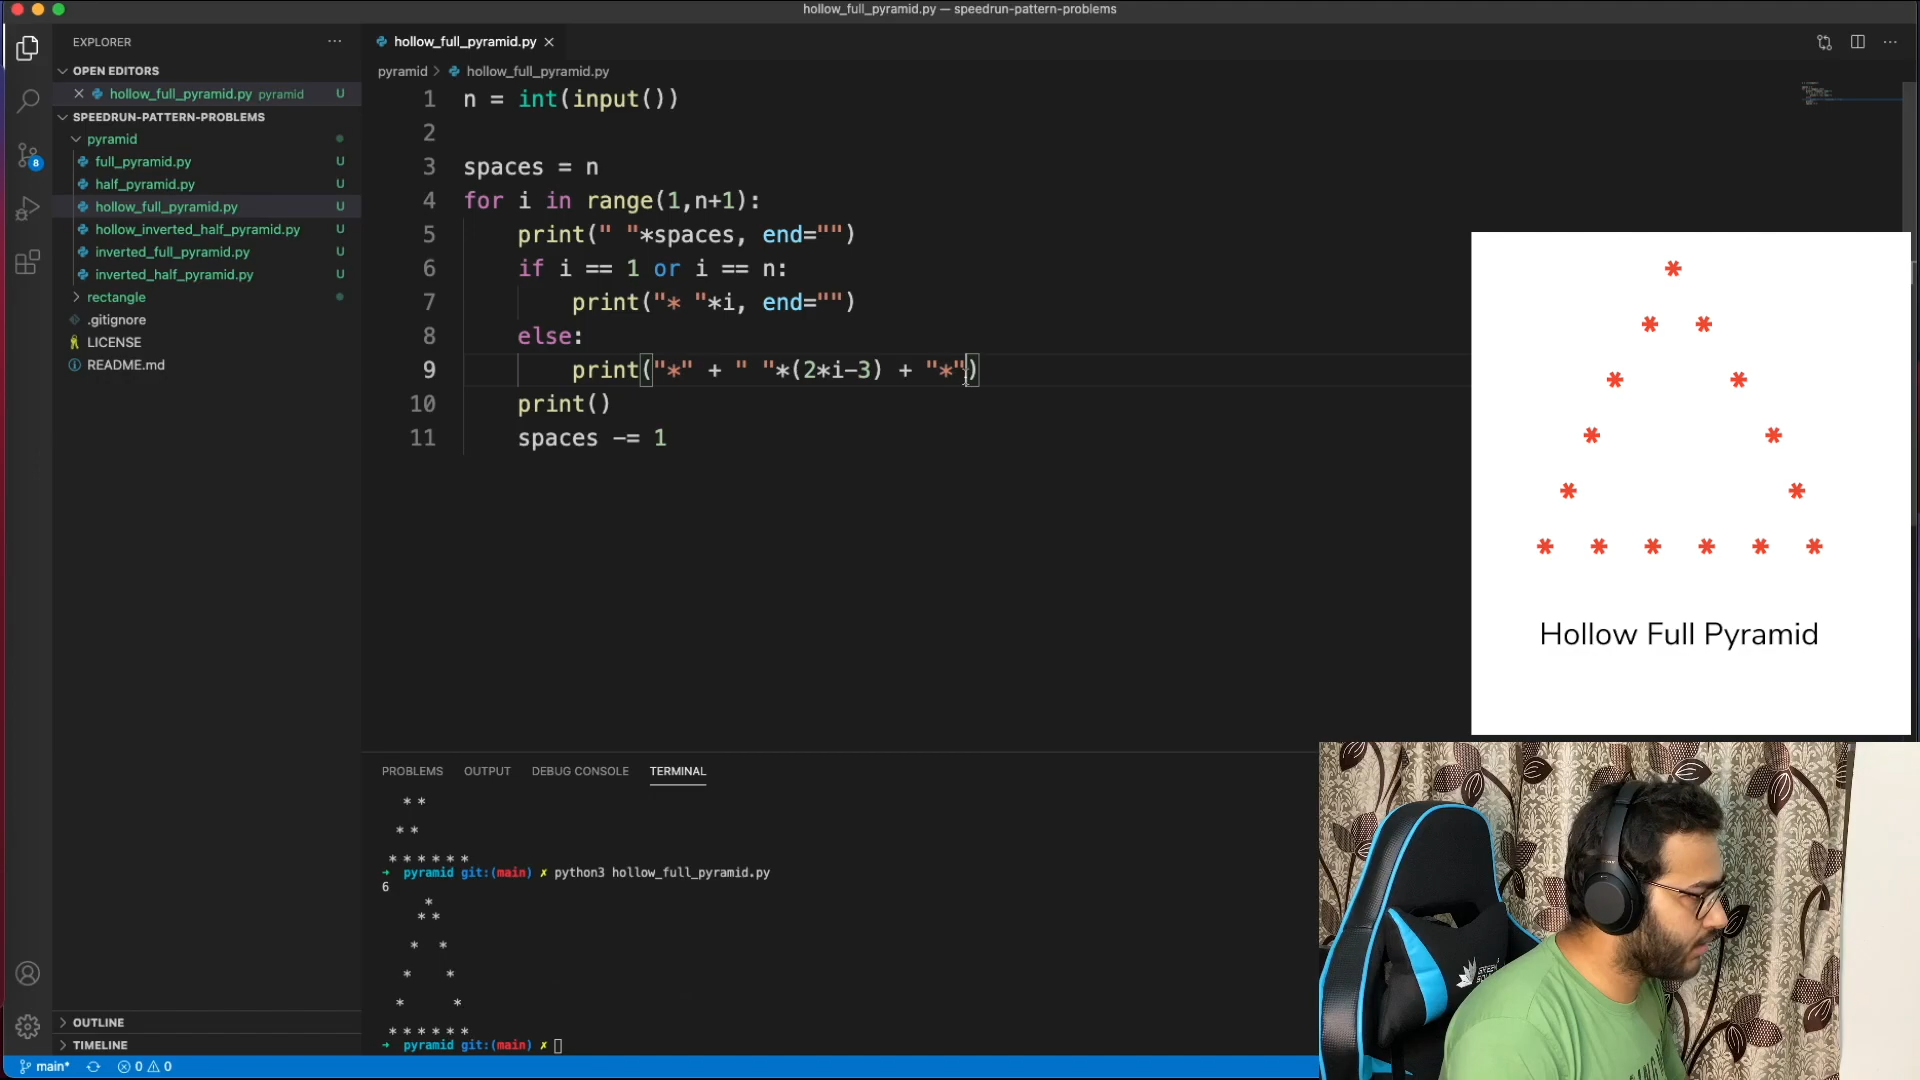 hollow_full_pyramid.py — speedrun-pattern-problems
EXPLORER
OPEN EDITORS
hollow_full_pyramid.py pyramid U
SPEEDRUN-PATTERN-PROBLEMS
pyramid
full_pyramid.py U
half_pyramid.py U
hollow_full_pyramid.py U
hollow_inverted_half_pyramid.py U
inverted_full_pyramid.py U
inverted_half_pyramid.py U
rectangle
.gitignore
LICENSE
README.md
8
OUTLINE
TIMELINE
main* 0 0
hollow_full_pyramid.py
pyramid > hollow_full_pyramid.py
1 n = int(input())
2
3 spaces = n
4 for i in range(1,n+1):
5 print(" "*spaces, end="")
6 if i == 1 or i == n:
7 print("* "*i, end="")
8 else:
9 print("*" + " "*(2*i-3) + "*")
10 print()
11 spaces -= 1
*
* *
* *
* *
* *
* * * * * *
Hollow Full Pyramid
PROBLEMS OUTPUT DEBUG CONSOLE TERMINAL
* *
* *
* * * * * *
→ pyramid git:(main) ✗ python3 hollow_full_pyramid.py
6
*
* *
* *
* *
* *
* * * * * *
→ pyramid git:(main) ✗